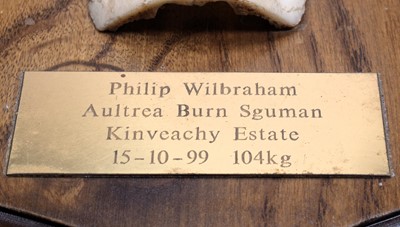 Philip Wilbraham
Aultrea Burn Sguman
Kinveachy Estate
15-10-99 104kg